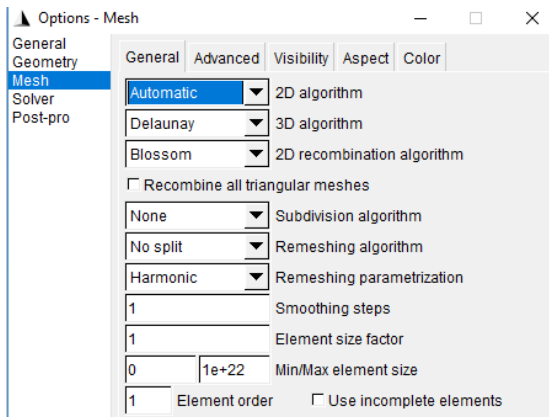 Options - Mesh
General
Geometry
Mesh
Solver
Post-pro
General Advanced Visibility Aspect Color
Automatic 2D algorithm
Delaunay 3D algorithm
Blossom 2D recombination algorithm
Recombine all triangular meshes
None Subdivision algorithm
No split Remeshing algorithm
Harmonic Remeshing parametrization
1 Smoothing steps
1 Element size factor
0 1e+22 Min/Max element size
1 Element order Use incomplete elements